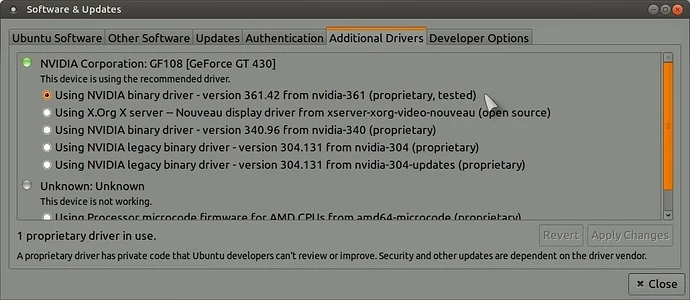 Software & Updates
Ubuntu Software Other Software Updates Authentication Additional Drivers Developer Options
NVIDIA Corporation: GF108 [GeForce GT 430]
This device is using the recommended driver.
Using NVIDIA binary driver - version 361.42 from nvidia-361 (proprietary, tested)
Using X.Org X server -- Nouveau display driver from xserver-xorg-video-nouveau (open source)
Using NVIDIA binary driver - version 340.96 from nvidia-340 (proprietary)
Using NVIDIA legacy binary driver - version 304.131 from nvidia-304 (proprietary)
Using NVIDIA legacy binary driver - version 304.131 from nvidia-304-updates (proprietary)
Unknown: Unknown
This device is not working.
Using Processor microcode firmware for AMD CPUs from amd64-microcode (proprietary)
1 proprietary driver in use.
Revert Apply Changes
A proprietary driver has private code that Ubuntu developers can't review or improve. Security and other updates are dependent on the driver vendor.
Close